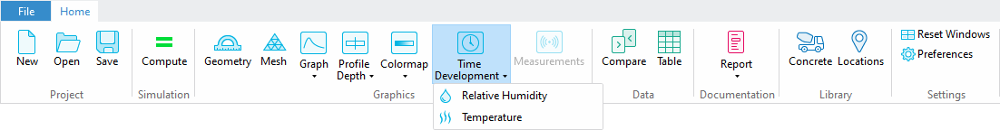 File Home
New Open Save Compute Geometry Mesh Graph Profile Depth Colormap Time Development Measurements Compare Table Report Concrete Locations Reset Windows
Preferences
Project Simulation Graphics Data Documentation Library Settings
Relative Humidity
Temperature